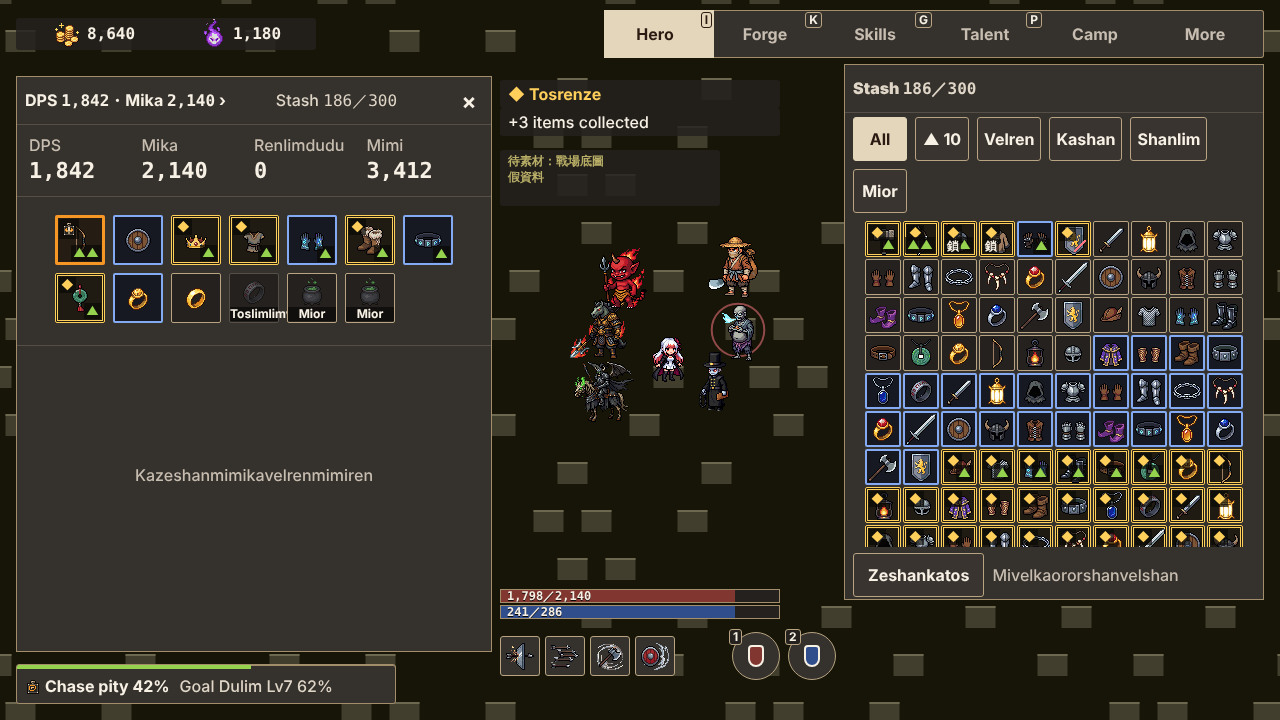 8,640
1,180
Hero I
Forge K
Skills G
Talent P
Camp
More
DPS 1,842 · Mika 2,140 ›
Stash 186／300
×
DPS
1,842
Mika
2,140
Renlimdudu
0
Mimi
3,412
Toslimlim
Mior
Mior
Kazeshanmimikavelrenmimiren
Chase pity 42% Goal Dulim Lv7 62%
Tosrenze
+3 items collected
待素材：戰場底圖
假資料
1,798／2,140
241／286
1
2
Stash 186／300
All
▲ 10
Velren
Kashan
Shanlim
Mior
鎖
鎖
Zeshankatos
Mivelkaororshanvelshan